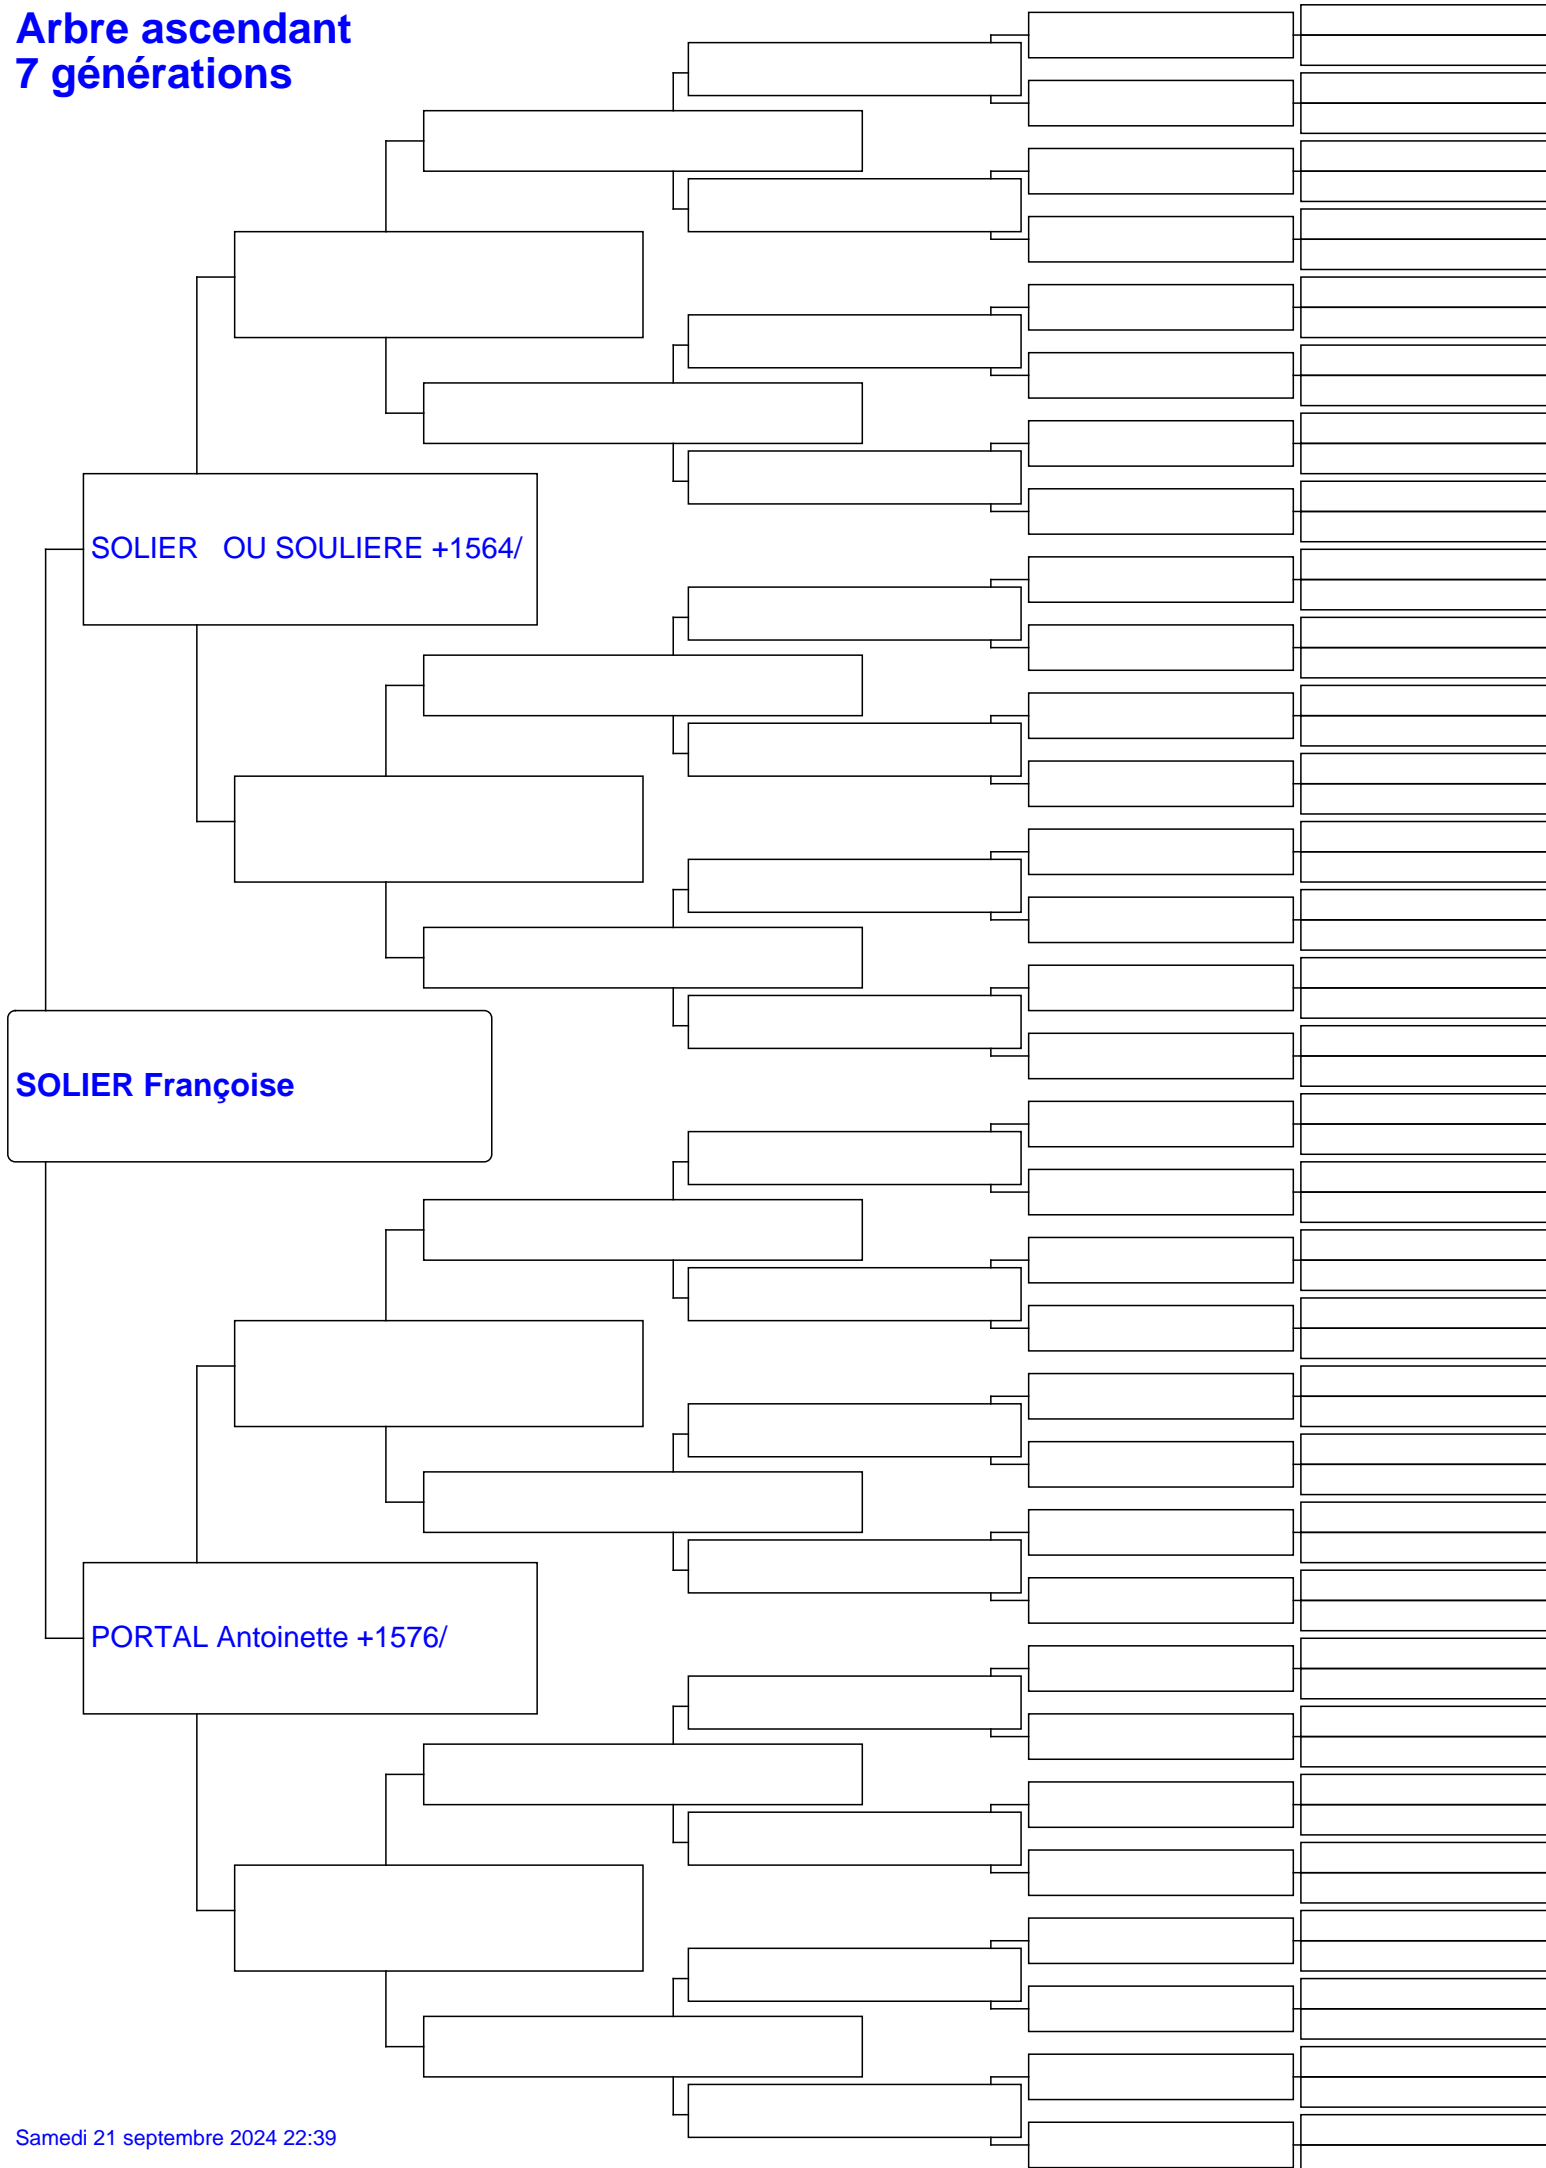 Arbre ascendant
7 générations
SOLIER   OU SOULIERE +1564/
SOLIER Françoise
PORTAL Antoinette +1576/
Samedi 21 septembre 2024 22:39